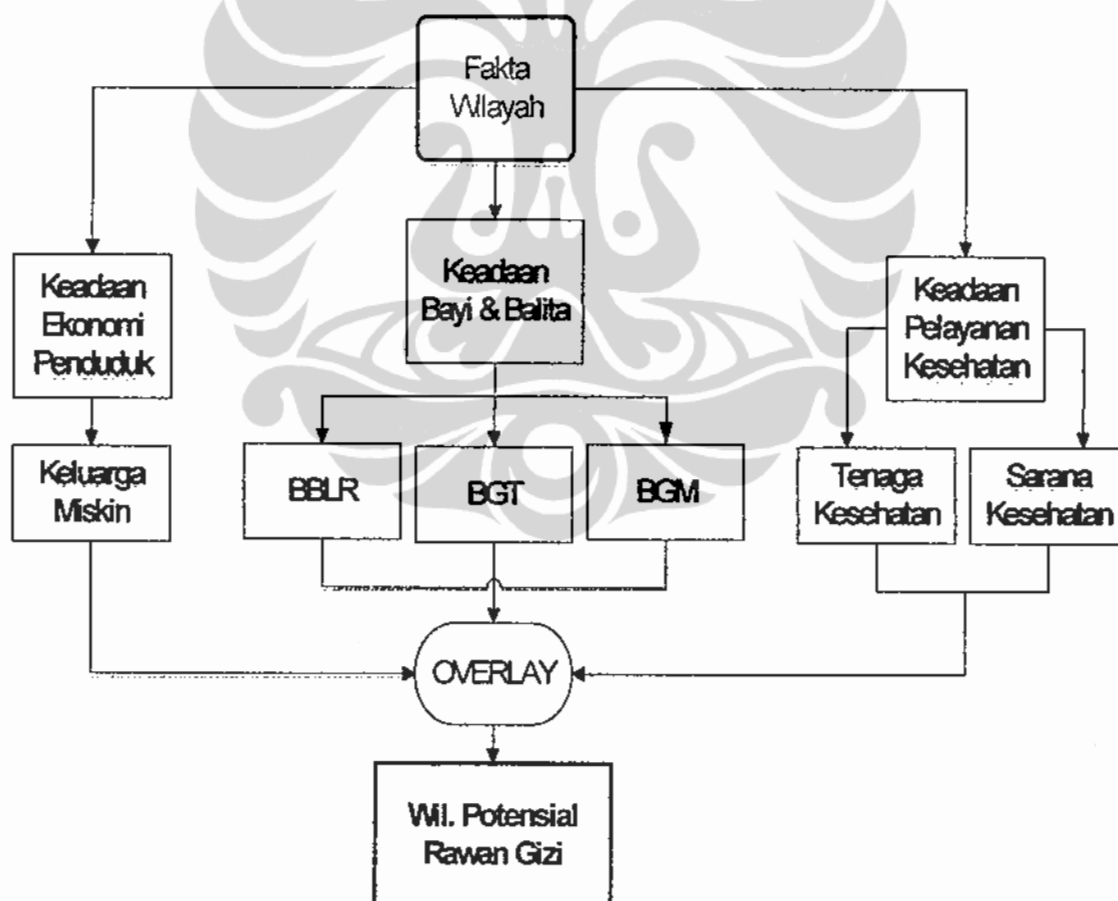 Fakta
Wilayah
Keadaan
Ekonomi
Penduduk
Keadaan
Bayi & Balita
Keadaan
Pelayanan
Kesehatan
Keluarga
Miskin
BBLR
BGT
BGM
Tenaga
Kesehatan
Sarana
Kesehatan
OVERLAY
Wil. Potensial
Rawan Gizi